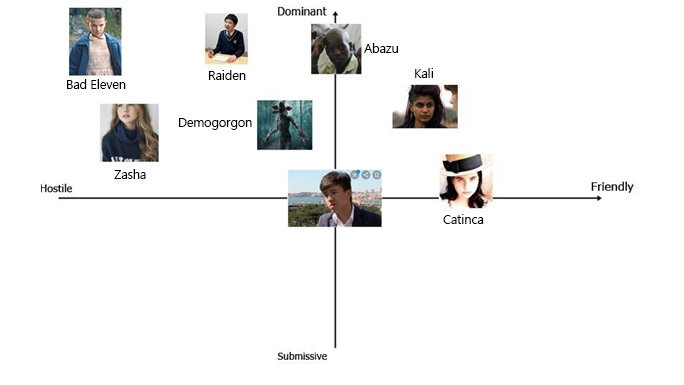 Dominant
Abazu
Kali
Raiden
Bad Eleven
Demogorgon
Zasha
Hostile
Friendly
Catinca
Submissive